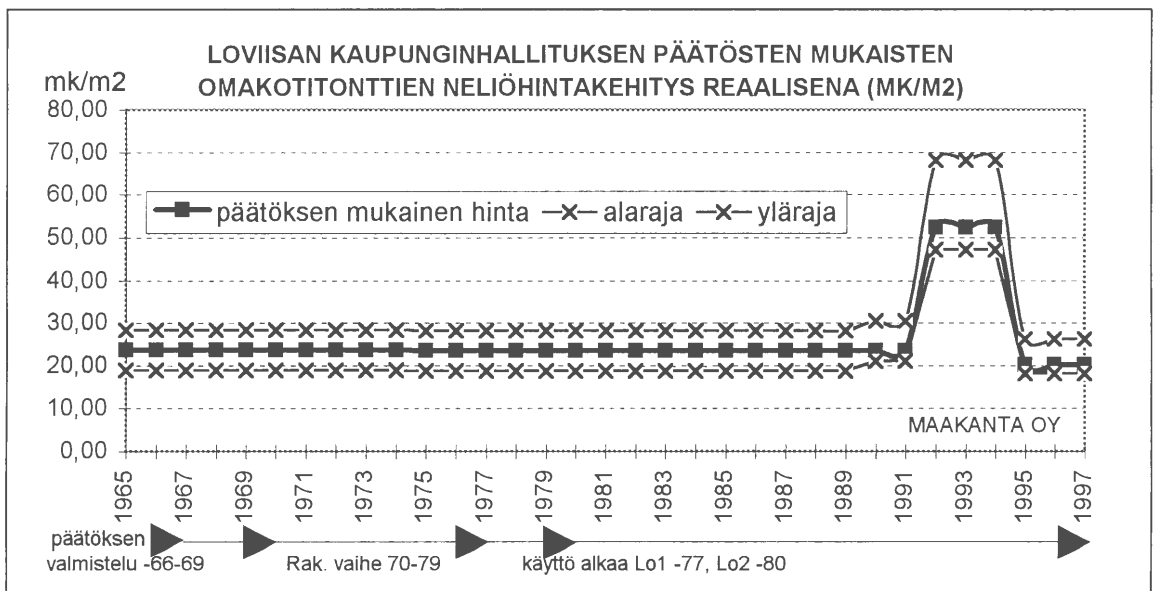 LOVIISAN KAUPUNGINHALLITUKSEN PÄÄTÖSTEN MUKAISTEN
OMAKOTITONTTIEN NELIÖHINTAKEHITYS REAALISENA (MK/M2)
mk/m2
80,00
70,00
60,00
50,00
40,00
30,00
20,00
10,00
0,00
päätöksen mukainen hinta alaraja yläraja
MAAKANTA OY
1965 1967 1969 1971 1973 1975 1977 1979 1981 1983 1985 1987 1989 1991 1993 1995 1997
päätöksen
valmistelu -66-69 Rak. vaihe 70-79 käyttö alkaa Lo1 -77, Lo2 -80